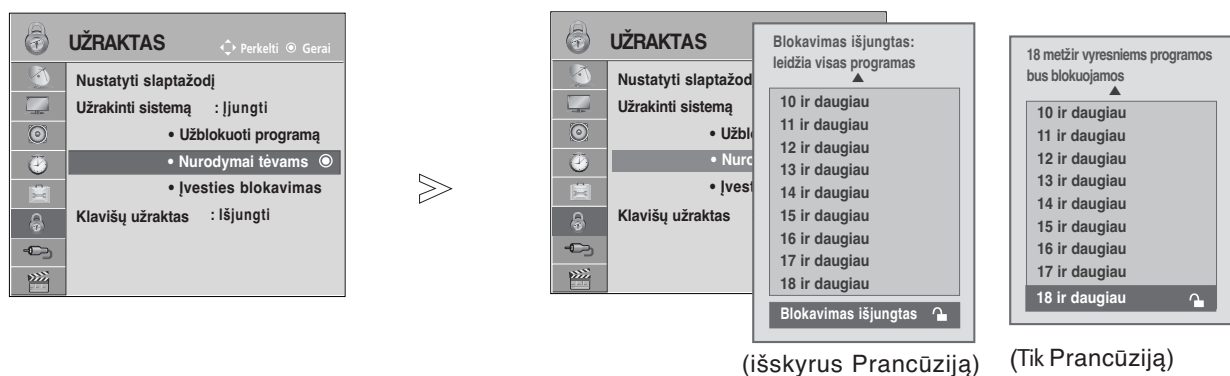 UŽRAKTAS
Perkelti Gerai
Nustatyti slaptažodį
Užrakinti sistemą : Įjungti
• Užblokuoti programą
• Nurodymai tėvams
• Įvesties blokavimas
Klavišų užraktas : Išjungti
UŽRAKTAS
Nustatyti slaptažod
Užrakinti sistemą
• Užbl
• Nuro
• Įvest
Klavišų užraktas
Blokavimas išjungtas:
leidžia visas programas
10 ir daugiau
11 ir daugiau
12 ir daugiau
13 ir daugiau
14 ir daugiau
15 ir daugiau
16 ir daugiau
17 ir daugiau
18 ir daugiau
Blokavimas išjungtas
(išskyrus Prancūziją)
18 metžir vyresniems programos
bus blokuojamos
10 ir daugiau
11 ir daugiau
12 ir daugiau
13 ir daugiau
14 ir daugiau
15 ir daugiau
16 ir daugiau
17 ir daugiau
18 ir daugiau
(Tik Prancūziją)